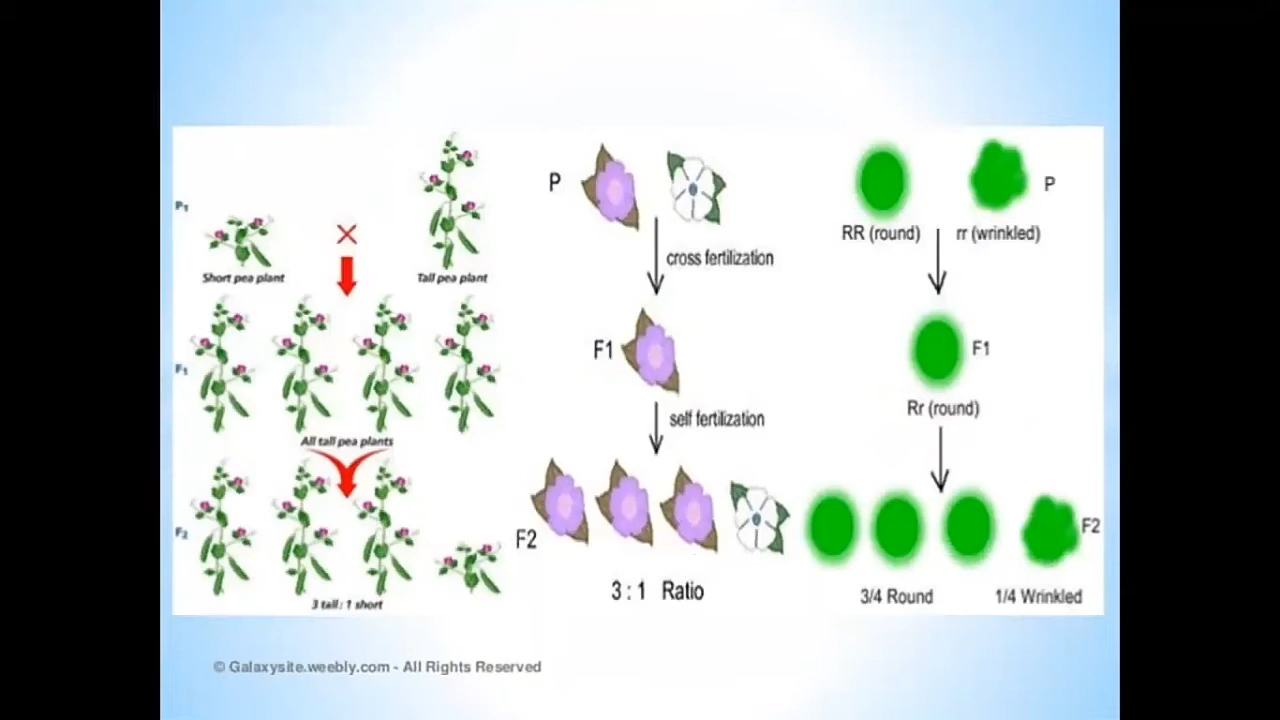 P₁
Short pea plant
Tall pea plant
F₁
All tall pea plants
F₂
3 tall : 1 short
P
cross fertilization
F1
self fertilization
F2
3 : 1 Ratio
P
RR (round)
rr (wrinkled)
F1
Rr (round)
F2
3/4 Round
1/4 Wrinkled
© Galaxysite.weebly.com - All Rights Reserved